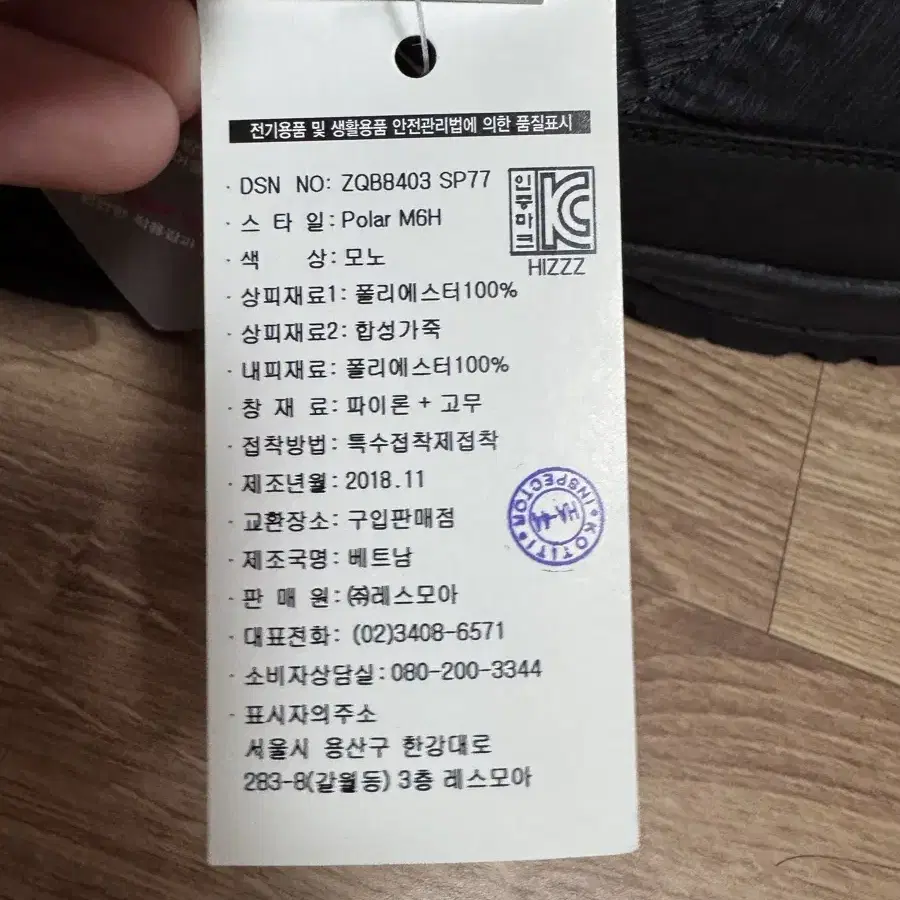 전기용품 및 생활용품 안전관리법에 의한 품질표시
· DSN NO: ZQB8403 SP77
· 스 타 일: Polar M6H
· 색 상: 모노
· 상피재료1: 폴리에스터100%
· 상피재료2: 합성가죽
· 내피재료: 폴리에스터100%
· 창 재 료: 파이론 + 고무
· 접착방법: 특수접착제접착
· 제조년월: 2018.11
· 교환장소: 구입판매점
· 제조국명: 베트남
· 판 매 원: ㈜레스모아
· 대표전화: (02)3408-6571
· 소비자상담실: 080-200-3344
· 표시자의주소
서울시 용산구 한강대로
283-8(갈월동) 3층 레스모아
KC
HIZZZ
INSPECTOR
KOTITI